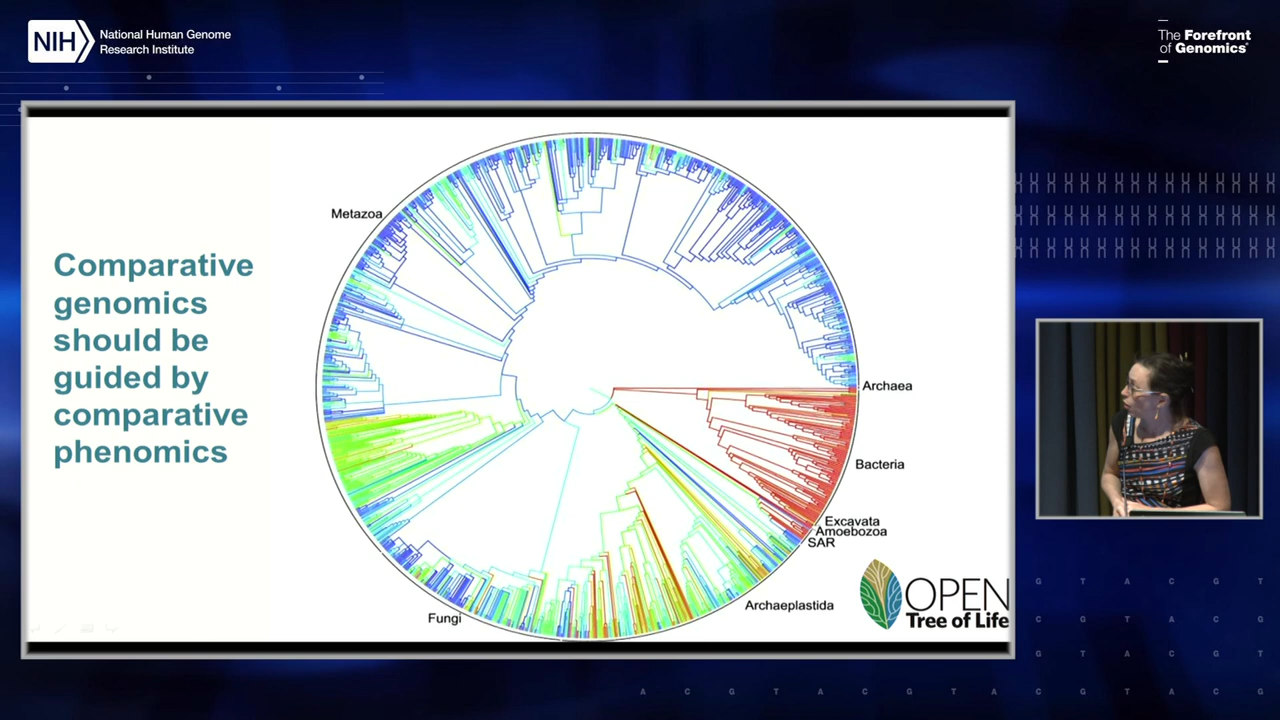 NIH
National Human Genome
Research Institute
The Forefront
of Genomics®
Comparative
genomics
should be
guided by
comparative
phenomics
Metazoa
Archaea
Bacteria
Excavata
Amoebozoa
SAR
Archaeplastida
Fungi
OPEN
Tree of Life
G T A C G T
A C G T A C G
G T A C G T
A C G T A C G T A C G T A C G